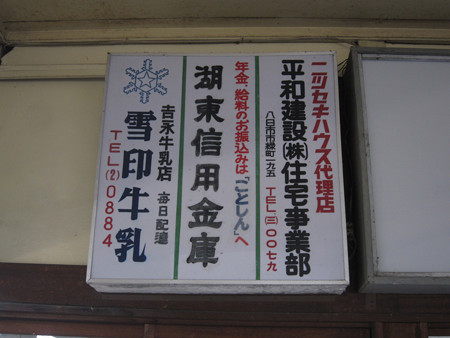 ニツセキハウス代理店
平和建設㈱住宅事業部
八日市市緑町一九五 TEL(三)〇〇七九
年金、給料のお振込みは「ことしん」へ
湖東信用金庫
吉永牛乳店 毎日配達
雪印牛乳
TEL(2)0884